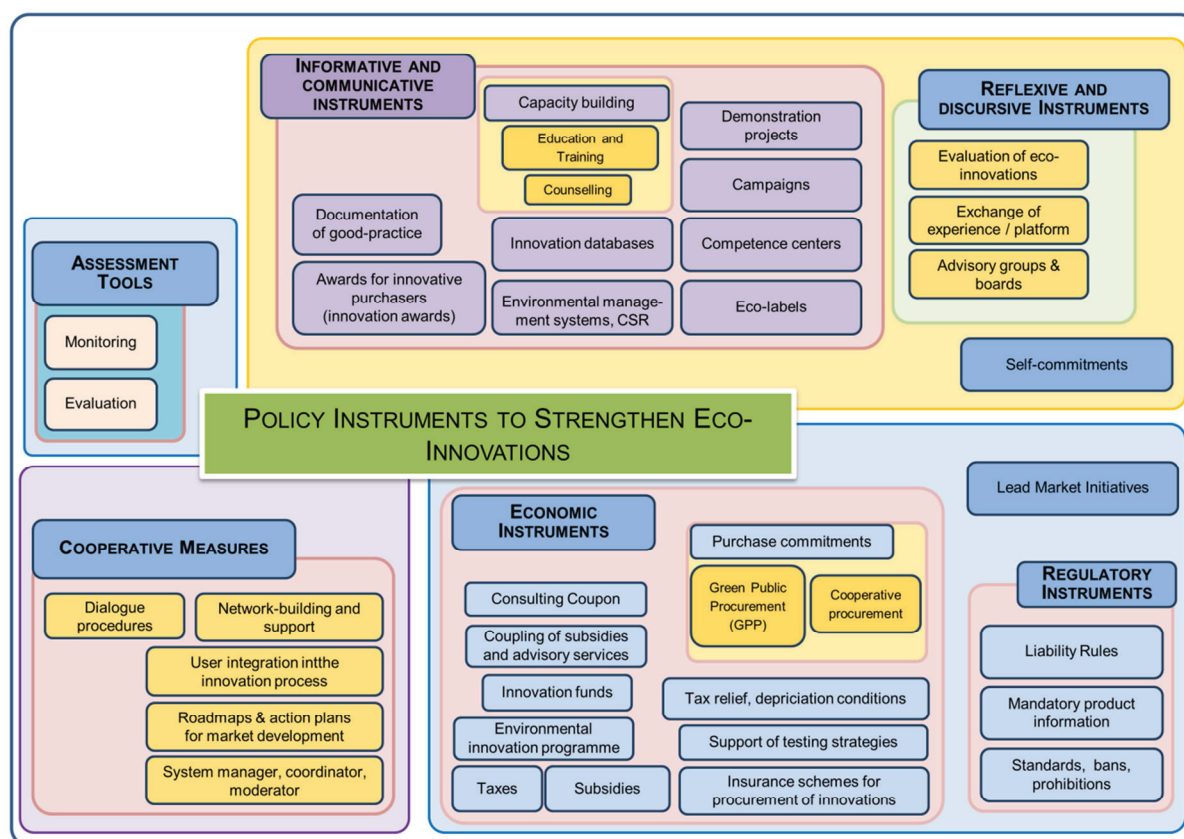 INFORMATIVE AND
COMMUNICATIVE
INSTRUMENTS
Capacity building
Education and
Training
Counselling
Demonstration
projects
Campaigns
Documentation
of good-practice
Innovation databases
Competence centers
Awards for innovative
purchasers
(innovation awards)
Environmental manage-
ment systems, CSR
Eco-labels
REFLEXIVE AND
DISCURSIVE INSTRUMENTS
Evaluation of eco-
innovations
Exchange of
experience / platform
Advisory groups &
boards
Self-commitments
ASSESSMENT
TOOLS
Monitoring
Evaluation
POLICY INSTRUMENTS TO STRENGTHEN ECO-
INNOVATIONS
COOPERATIVE MEASURES
Dialogue
procedures
Network-building and
support
User integration intthe
innovation process
Roadmaps & action plans
for market development
System manager, coordinator,
moderator
ECONOMIC
INSTRUMENTS
Purchase commitments
Green Public
Procurement
(GPP)
Cooperative
procurement
Consulting Coupon
Coupling of subsidies
and advisory services
Innovation funds
Environmental
innovation programme
Taxes
Subsidies
Tax relief, depriciation conditions
Support of testing strategies
Insurance schemes for
procurement of innovations
Lead Market Initiatives
REGULATORY
INSTRUMENTS
Liability Rules
Mandatory product
information
Standards, bans,
prohibitions